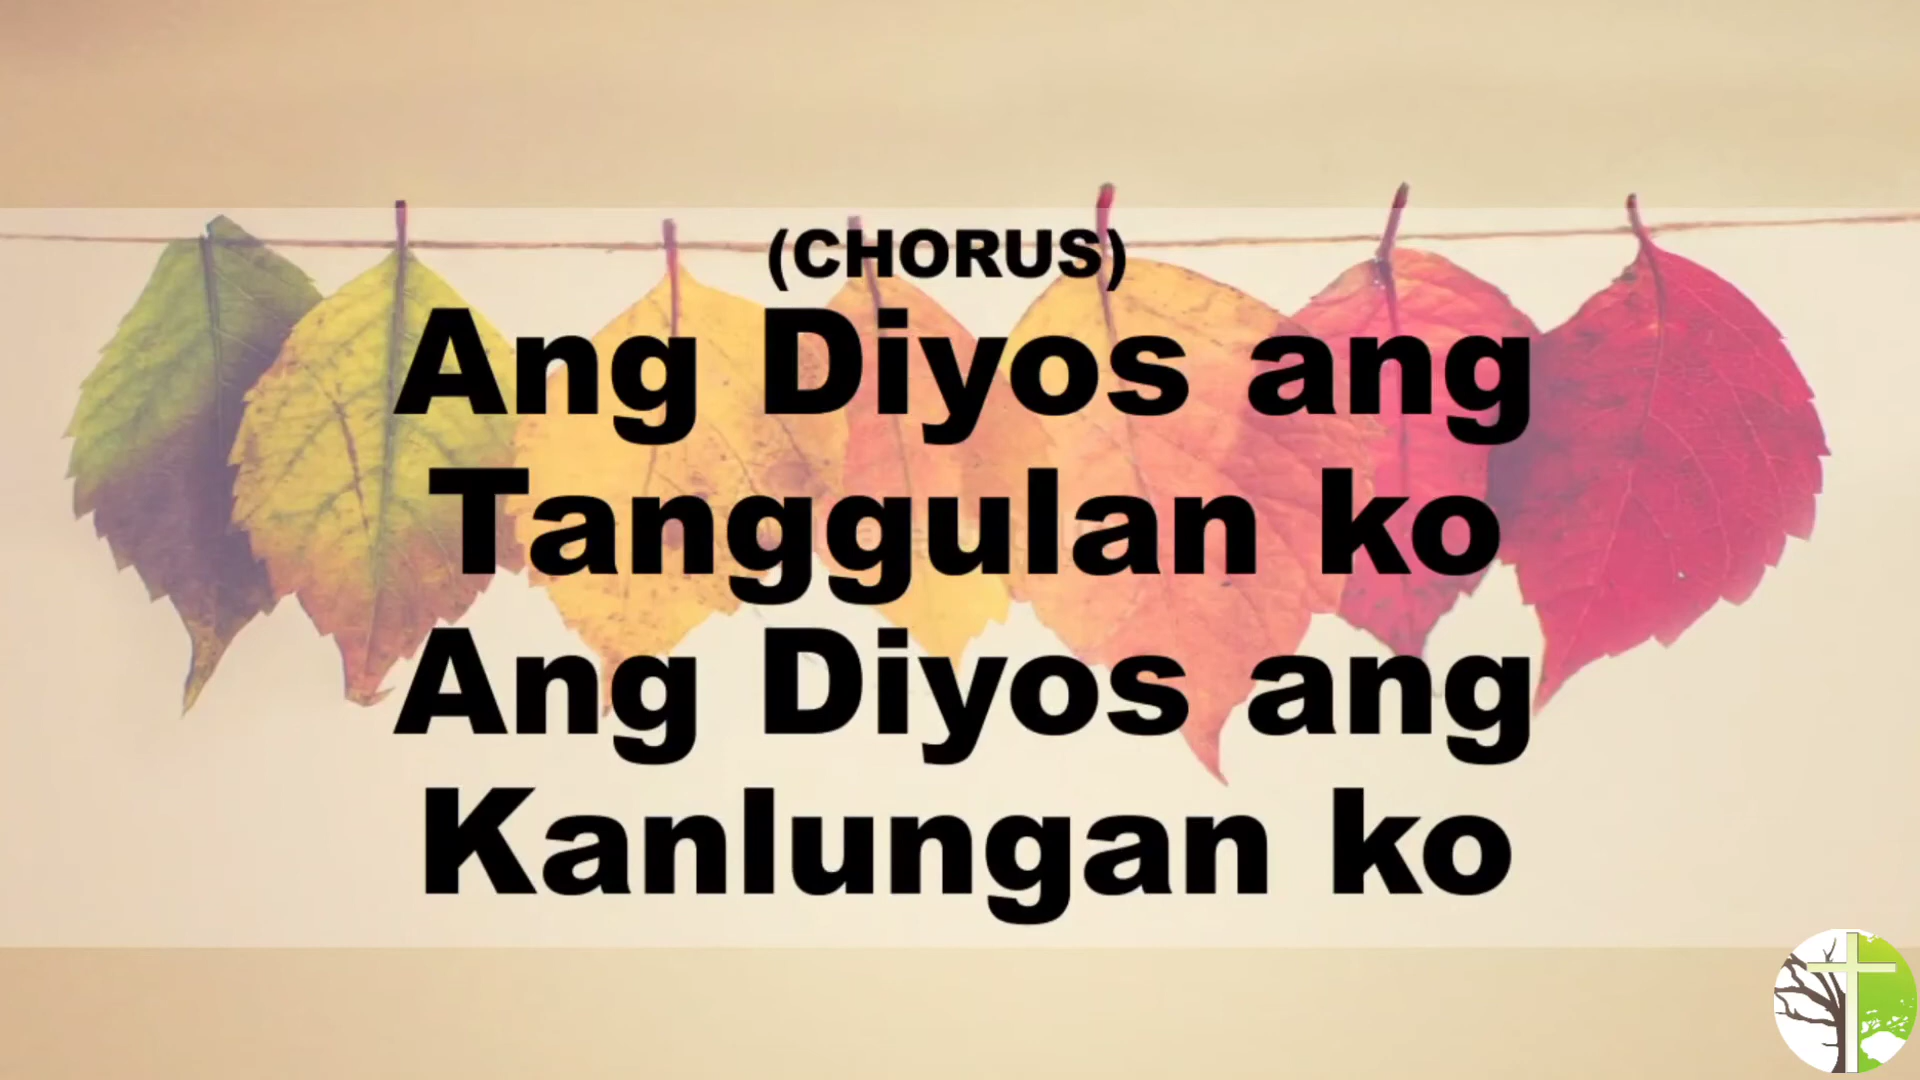 (CHORUS)
Ang Diyos ang
Tanggulan ko
Ang Diyos ang
Kanlungan ko